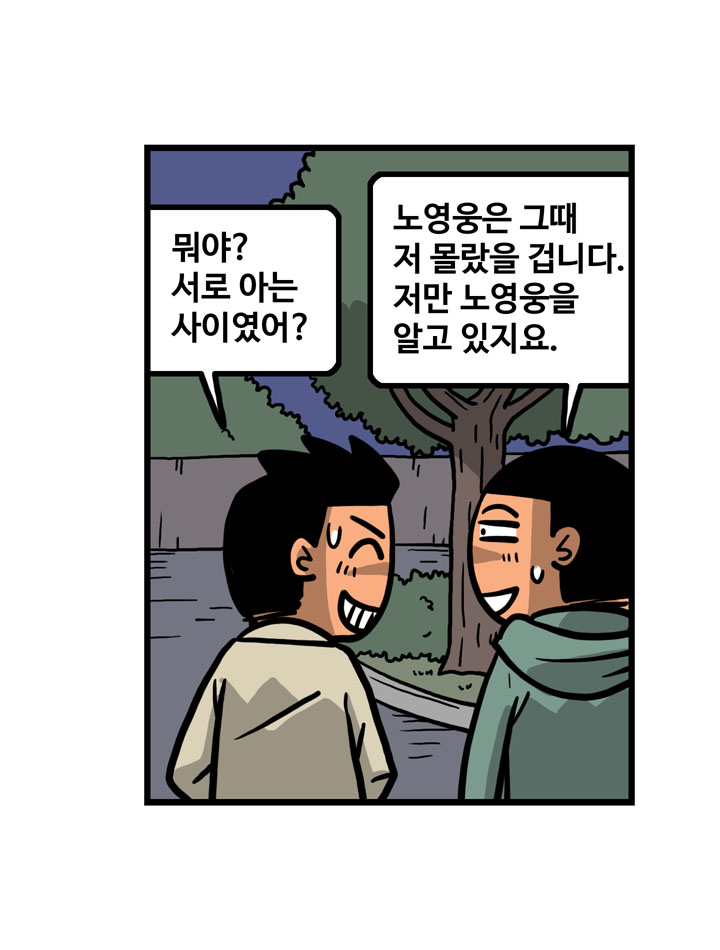 뭐야?
서로 아는
사이였어?
노영웅은 그때
저 몰랐을 겁니다.
저만 노영웅을
알고 있지요.